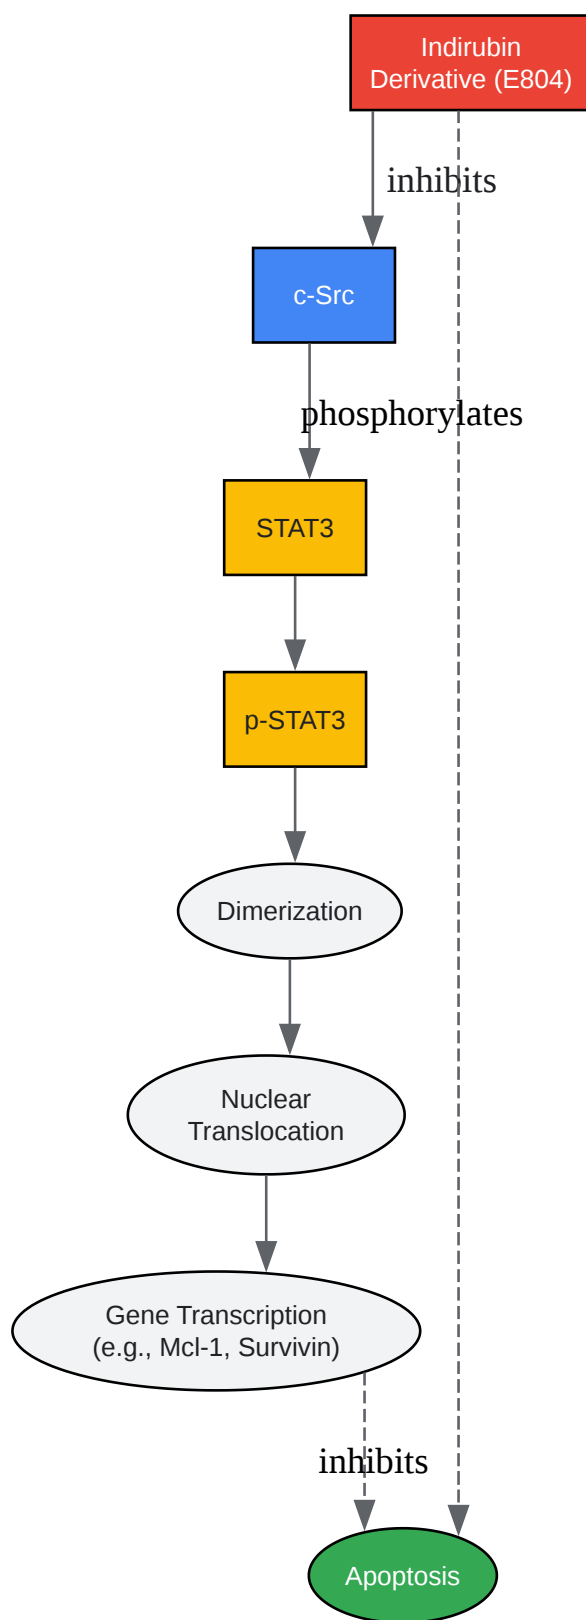 Indirubin
Derivative (E804)
inhibits
c-Src
phosphorylates
STAT3
p-STAT3
Dimerization
Nuclear
Translocation
Gene Transcription
(e.g., Mcl-1, Survivin)
inhibits
Apoptosis